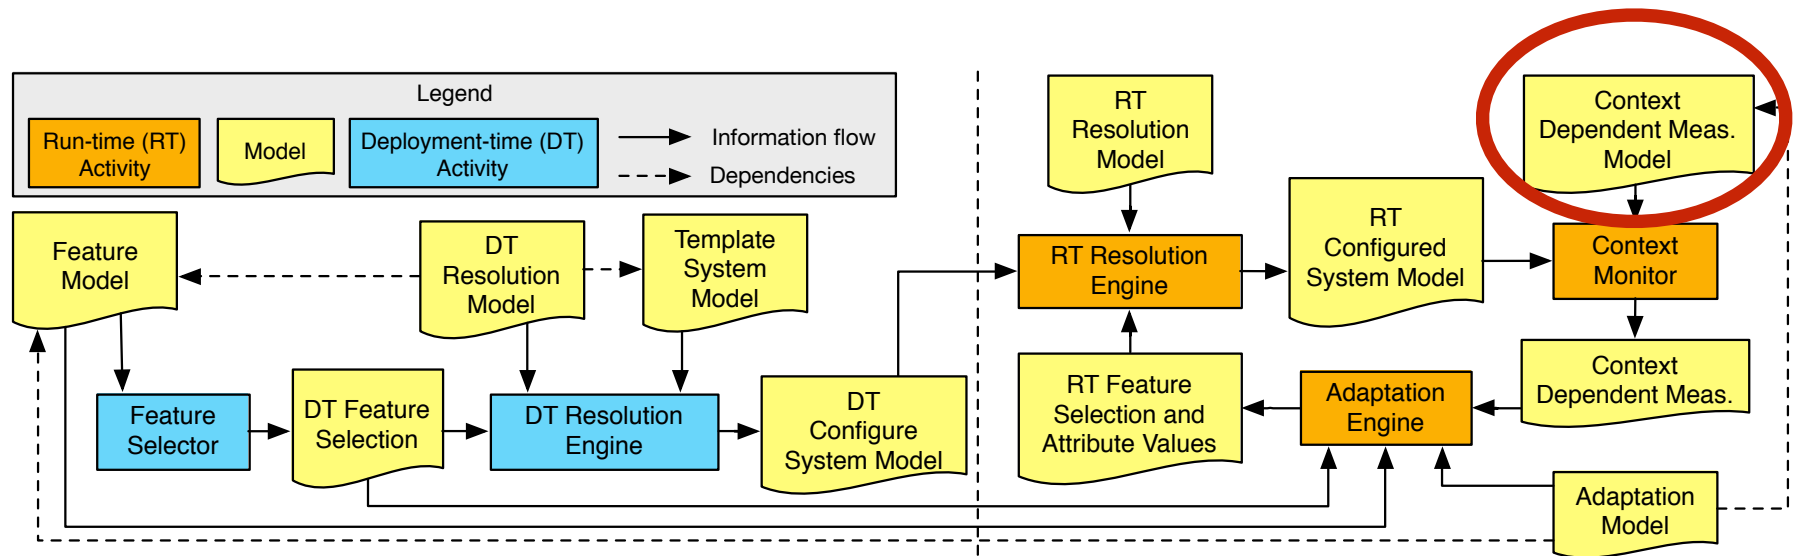 Legend
Run-time (RT)
Activity
Model
Deployment-time (DT)
Activity
Information flow
Dependencies
Feature
Model
DT
Resolution
Model
Template
System
Model
Feature
Selector
DT Feature
Selection
DT Resolution
Engine
DT
Configure
System Model
RT
Resolution
Model
RT Resolution
Engine
RT
Configured
System Model
Context
Dependent Meas.
Model
Context
Monitor
Context
Dependent Meas.
Adaptation
Engine
RT Feature
Selection and
Attribute Values
Adaptation
Model